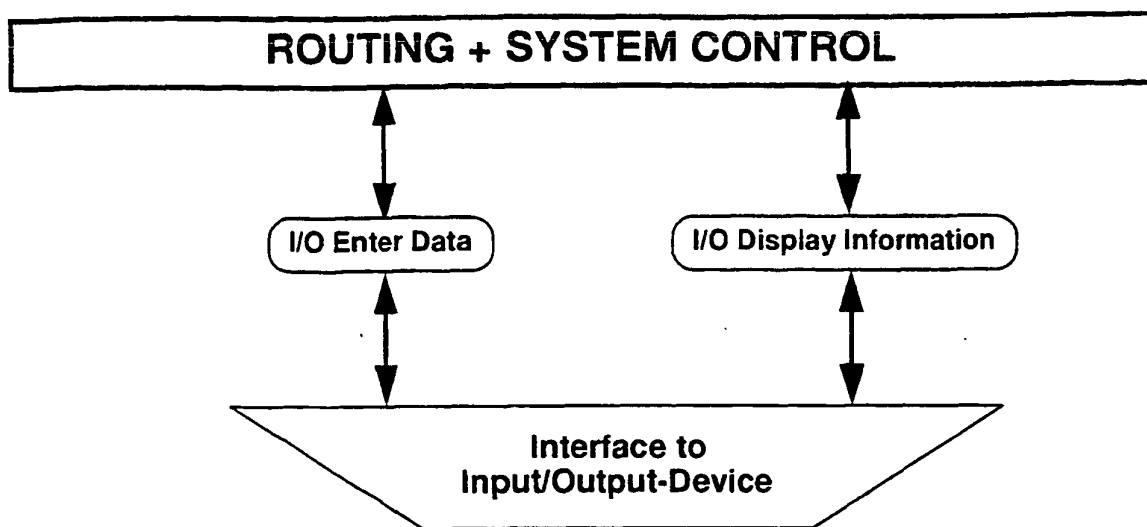 ROUTING + SYSTEM CONTROL
I/O Enter Data
I/O Display Information
Interface to
Input/Output-Device